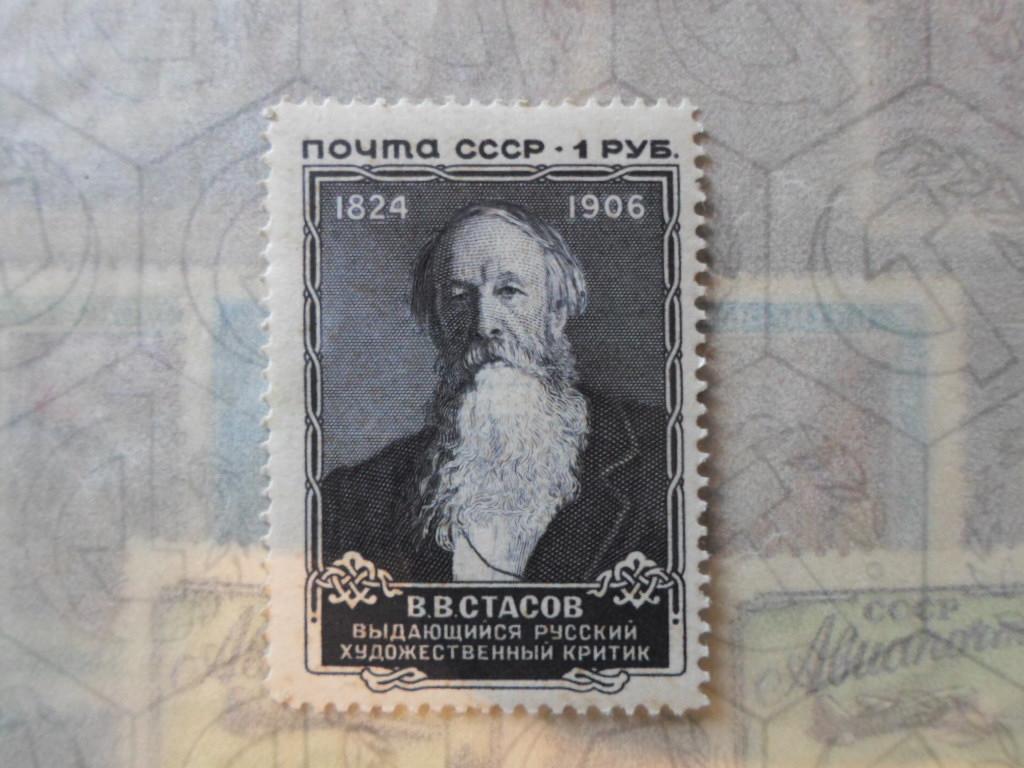 ПОЧТА СССР · 1 РУБ.
1824 1906
В.В.СТАСОВ
ВЫДАЮЩИЙСЯ РУССКИЙ
ХУДОЖЕСТВЕННЫЙ КРИТИК
СССР